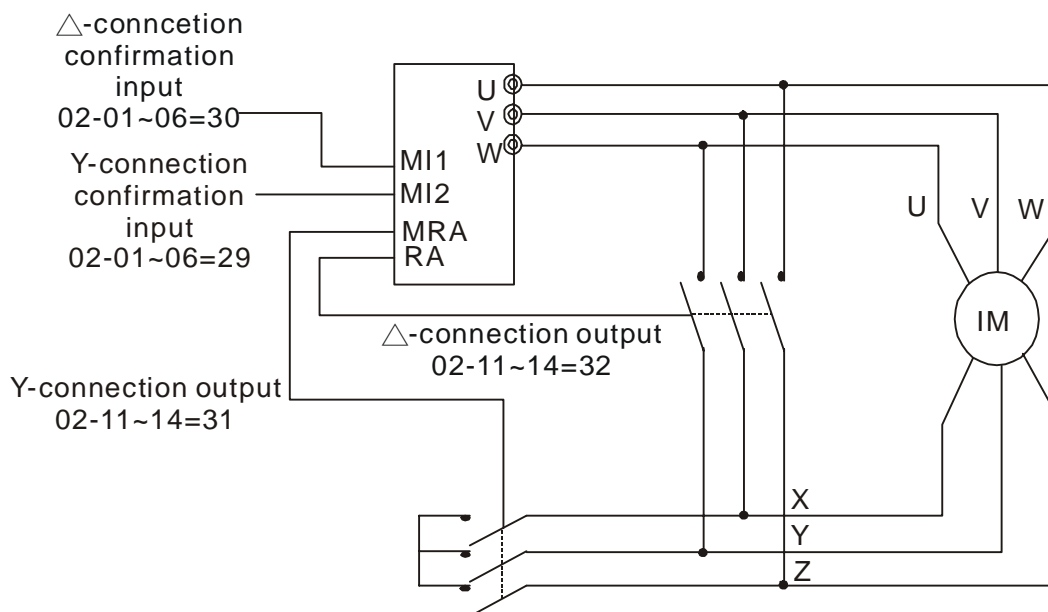 △-conncetion
confirmation
input
02-01~06=30
Y-connection
confirmation
input
02-01~06=29
U
V
W
MI1
MI2
MRA
RA
U
V
W
IM
△-connection output
02-11~14=32
Y-connection output
02-11~14=31
X
Y
Z